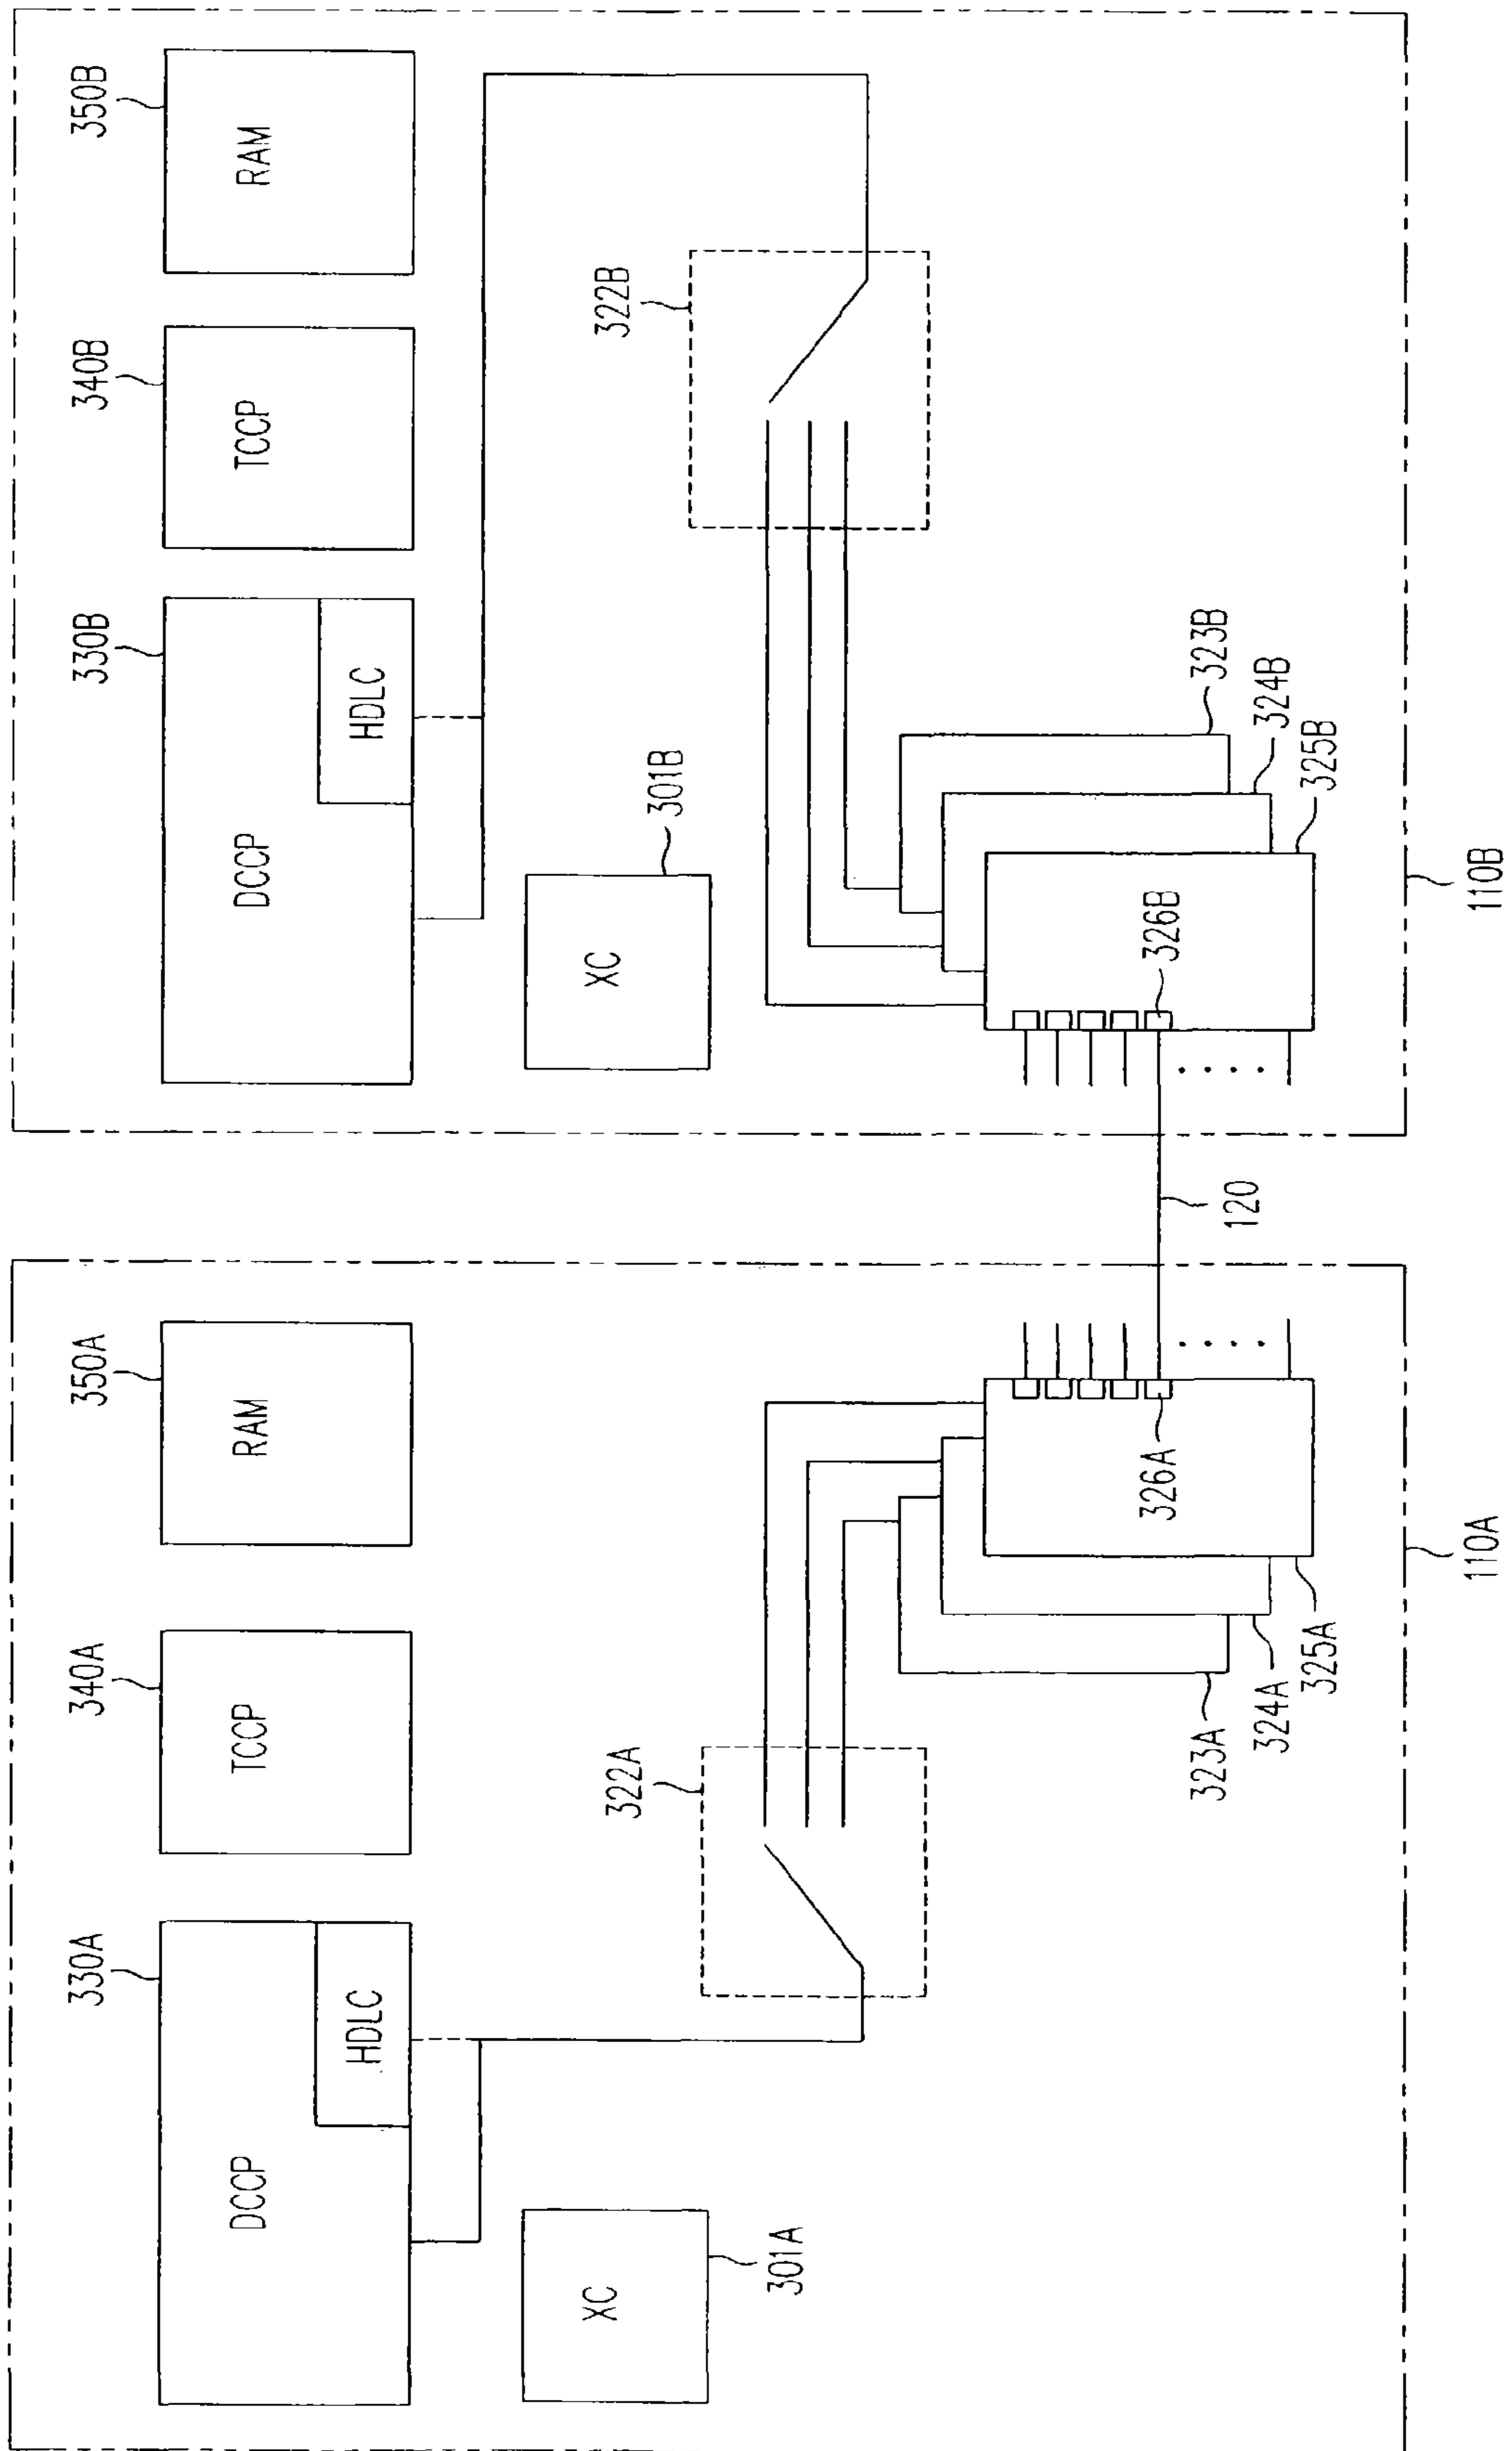 330A
340A
350A
330B
340B
350B
DCCP
HDLC
TCCP
RAM
DCCP
HDLC
TCCP
RAM
XC
301A
322A
XC
301B
322B
323A
324A
325A
326A
120
326B
323B
324B
325B
110A
110B